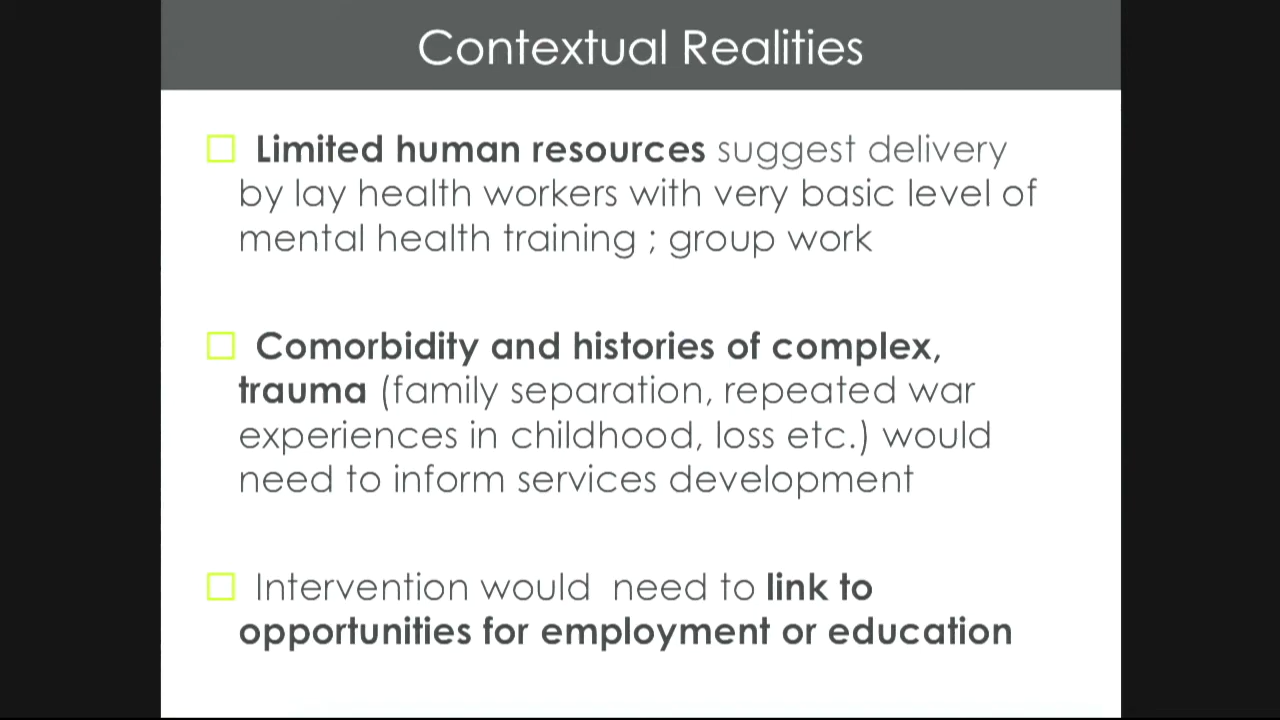 Contextual Realities
Limited human resources suggest delivery
by lay health workers with very basic level of
mental health training ; group work
Comorbidity and histories of complex,
trauma (family separation, repeated war
experiences in childhood, loss etc.) would
need to inform services development
Intervention would  need to link to
opportunities for employment or education